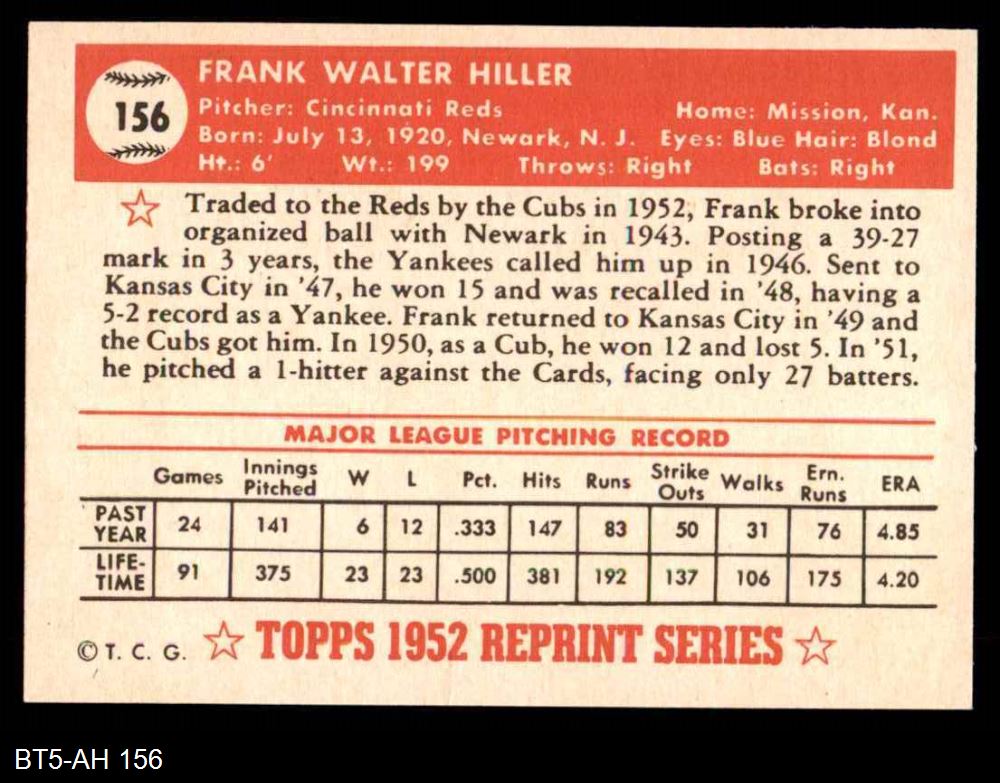 156
FRANK WALTER HILLER
Pitcher: Cincinnati Reds Home: Mission, Kan.
Born: July 13, 1920, Newark, N. J. Eyes: Blue Hair: Blond
Ht.: 6' Wt.: 199 Throws: Right Bats: Right
Traded to the Reds by the Cubs in 1952, Frank broke into
organized ball with Newark in 1943. Posting a 39-27
mark in 3 years, the Yankees called him up in 1946. Sent to
Kansas City in '47, he won 15 and was recalled in '48, having a
5-2 record as a Yankee. Frank returned to Kansas City in '49 and
the Cubs got him. In 1950, as a Cub, he won 12 and lost 5. In '51,
he pitched a 1-hitter against the Cards, facing only 27 batters.
MAJOR LEAGUE PITCHING RECORD
Games Innings Pitched W L Pct. Hits Runs Strike Outs Walks Ern. Runs ERA
PAST YEAR 24 141 6 12 .333 147 83 50 31 76 4.85
LIFE-TIME 91 375 23 23 .500 381 192 137 106 175 4.20
© T. C. G. TOPPS 1952 REPRINT SERIES
BT5-AH 156